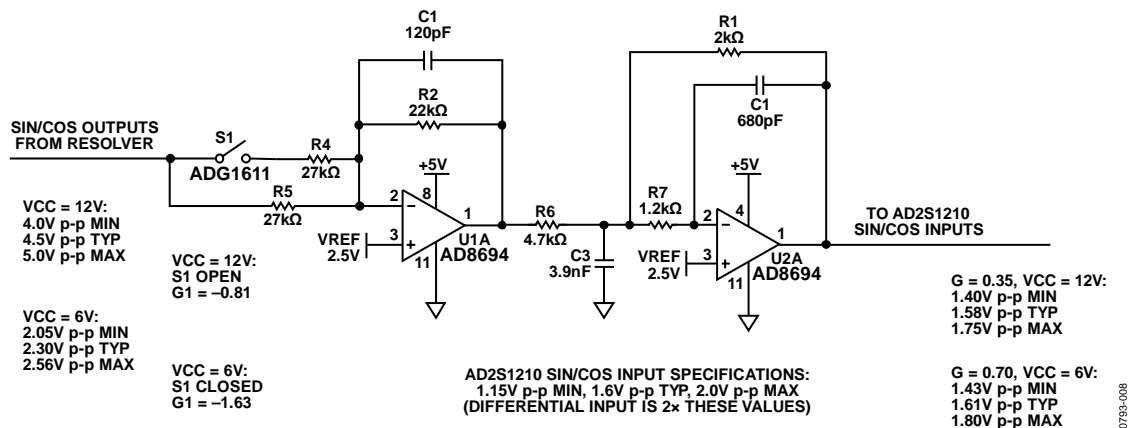 C1
120pF
R2
22kΩ
R1
2kΩ
C1
680pF
SIN/COS OUTPUTS
FROM RESOLVER
S1
ADG1611
R4
27kΩ
R5
27kΩ
+5V
8
2
–
3
+
1
11
U1A
AD8694
VREF
2.5V
R6
4.7kΩ
C3
3.9nF
R7
1.2kΩ
+5V
4
2
–
3
+
1
11
U2A
AD8694
VREF
2.5V
TO AD2S1210
SIN/COS INPUTS
VCC = 12V:
4.0V p-p MIN
4.5V p-p TYP
5.0V p-p MAX
VCC = 12V:
S1 OPEN
G1 = –0.81
VCC = 6V:
2.05V p-p MIN
2.30V p-p TYP
2.56V p-p MAX
VCC = 6V:
S1 CLOSED
G1 = –1.63
AD2S1210 SIN/COS INPUT SPECIFICATIONS:
1.15V p-p MIN, 1.6V p-p TYP, 2.0V p-p MAX
(DIFFERENTIAL INPUT IS 2× THESE VALUES)
G = 0.35, VCC = 12V:
1.40V p-p MIN
1.58V p-p TYP
1.75V p-p MAX
G = 0.70, VCC = 6V:
1.43V p-p MIN
1.61V p-p TYP
1.80V p-p MAX
0793-008